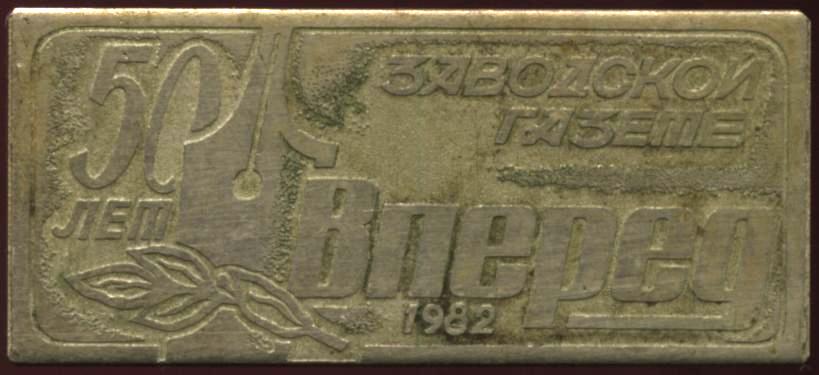 50
ЛЕТ
ЗАВОДСКОЙ
ГАЗЕТЕ
Вперед
1982